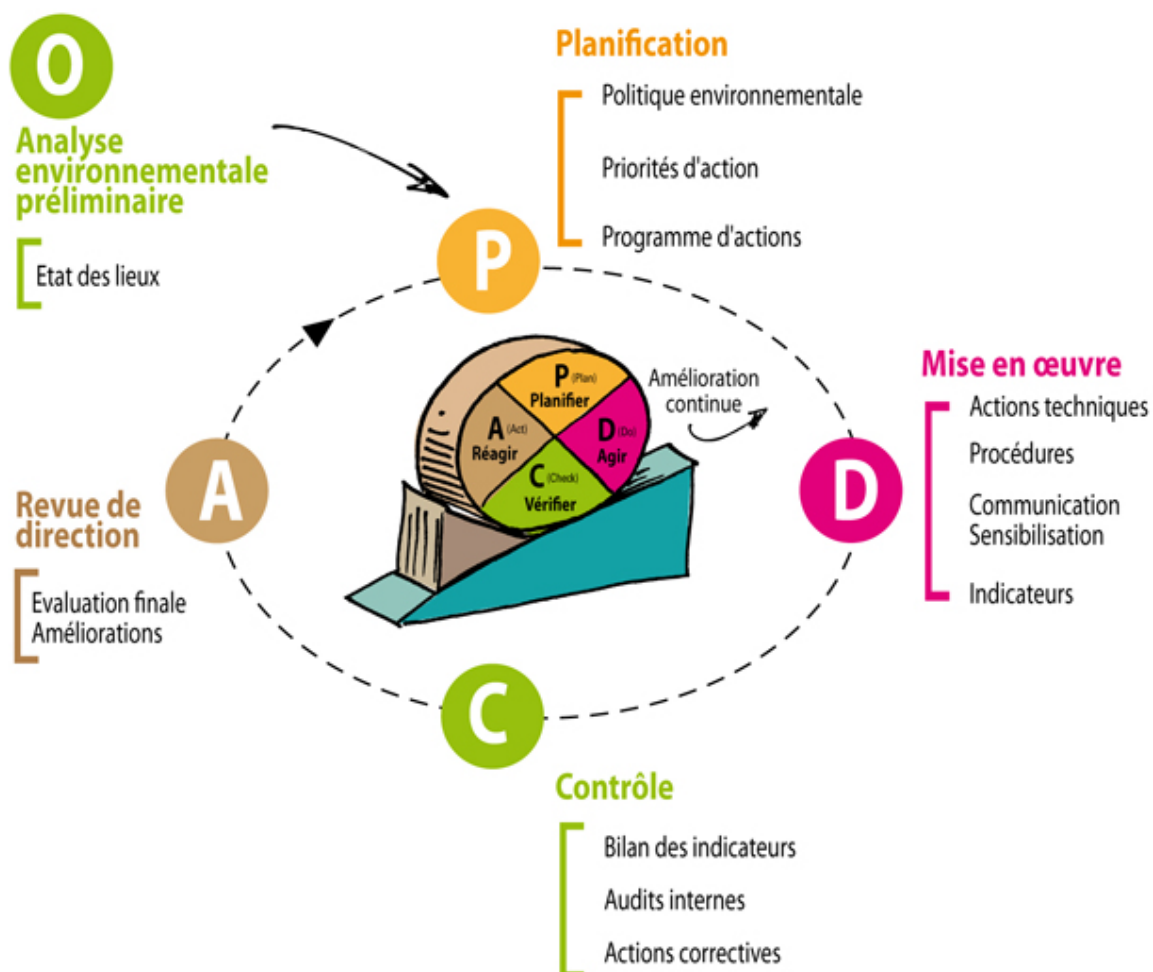 O
Analyse
environnementale
préliminaire
Etat des lieux
Planification
Politique environnementale
Priorités d'action
Programme d'actions
P
P (Plan)
Planifier
A (Act)
Réagir
D (Do)
Agir
C (Check)
Vérifier
Amélioration
continue
Mise en œuvre
Actions techniques
Procédures
Communication
Sensibilisation
Indicateurs
D
A
Revue de
direction
Evaluation finale
Améliorations
C
Contrôle
Bilan des indicateurs
Audits internes
Actions correctives